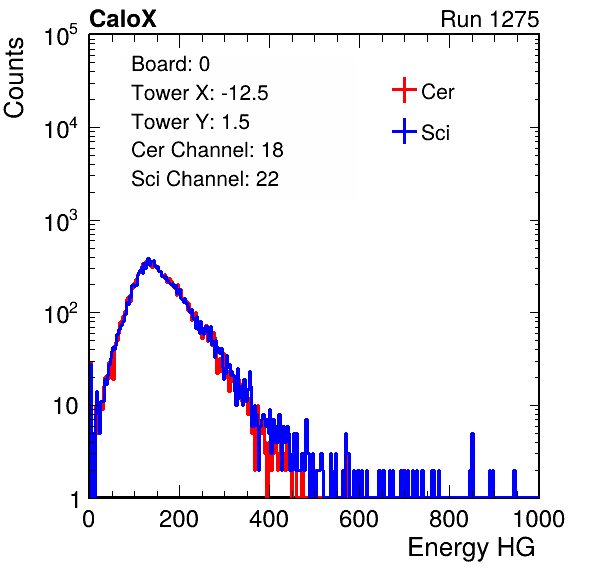 CaloX Run 1275
Board: 0
Tower X: -12.5
Tower Y: 1.5
Cer Channel: 18
Sci Channel: 22
Cer
Sci
Counts
10^5
10^4
10^3
10^2
10
1
0 200 400 600 800 1000
Energy HG